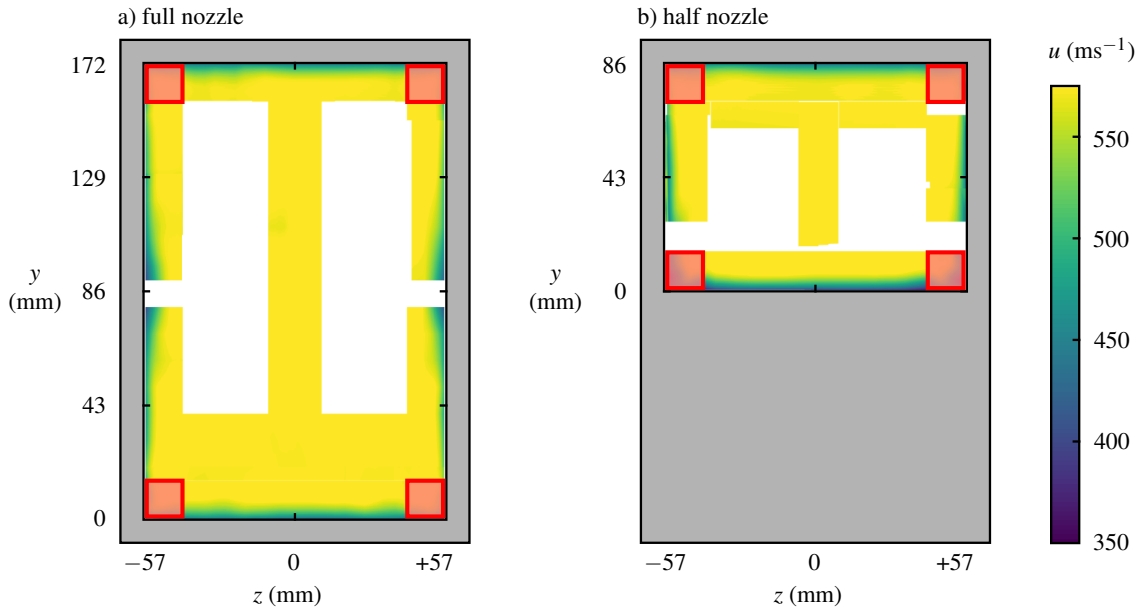 a) full nozzle
b) half nozzle
u (ms⁻¹)
172
129
86
43
0
y
(mm)
−57
0
+57
z (mm)
86
43
0
y
(mm)
−57
0
+57
z (mm)
550
500
450
400
350